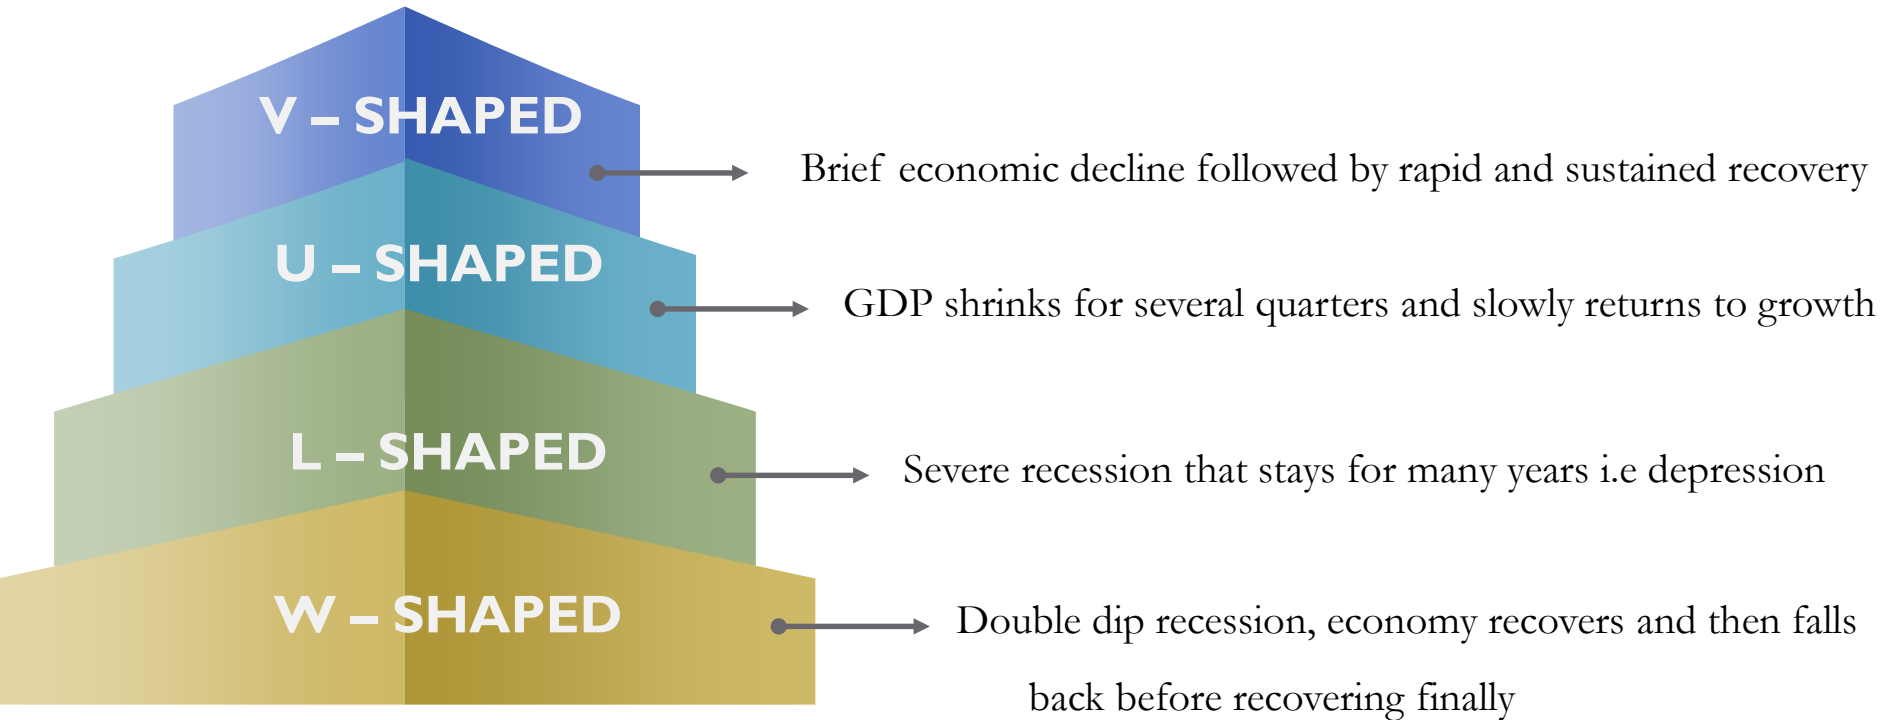 V – SHAPED
Brief economic decline followed by rapid and sustained recovery
U – SHAPED
GDP shrinks for several quarters and slowly returns to growth
L – SHAPED
Severe recession that stays for many years i.e depression
W – SHAPED
Double dip recession, economy recovers and then falls
back before recovering finally